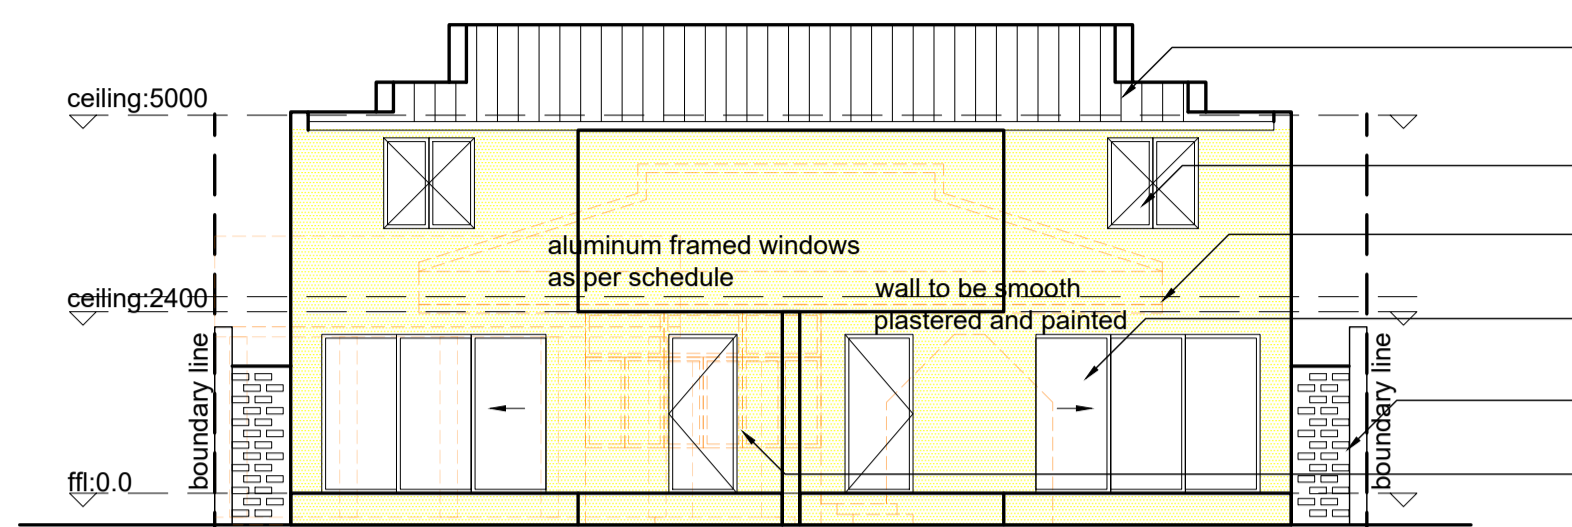 ceiling:5000
aluminum framed windows
as per schedule
ceiling:2400
wall to be smooth
plastered and painted
boundary line
boundary line
ffl:0.0